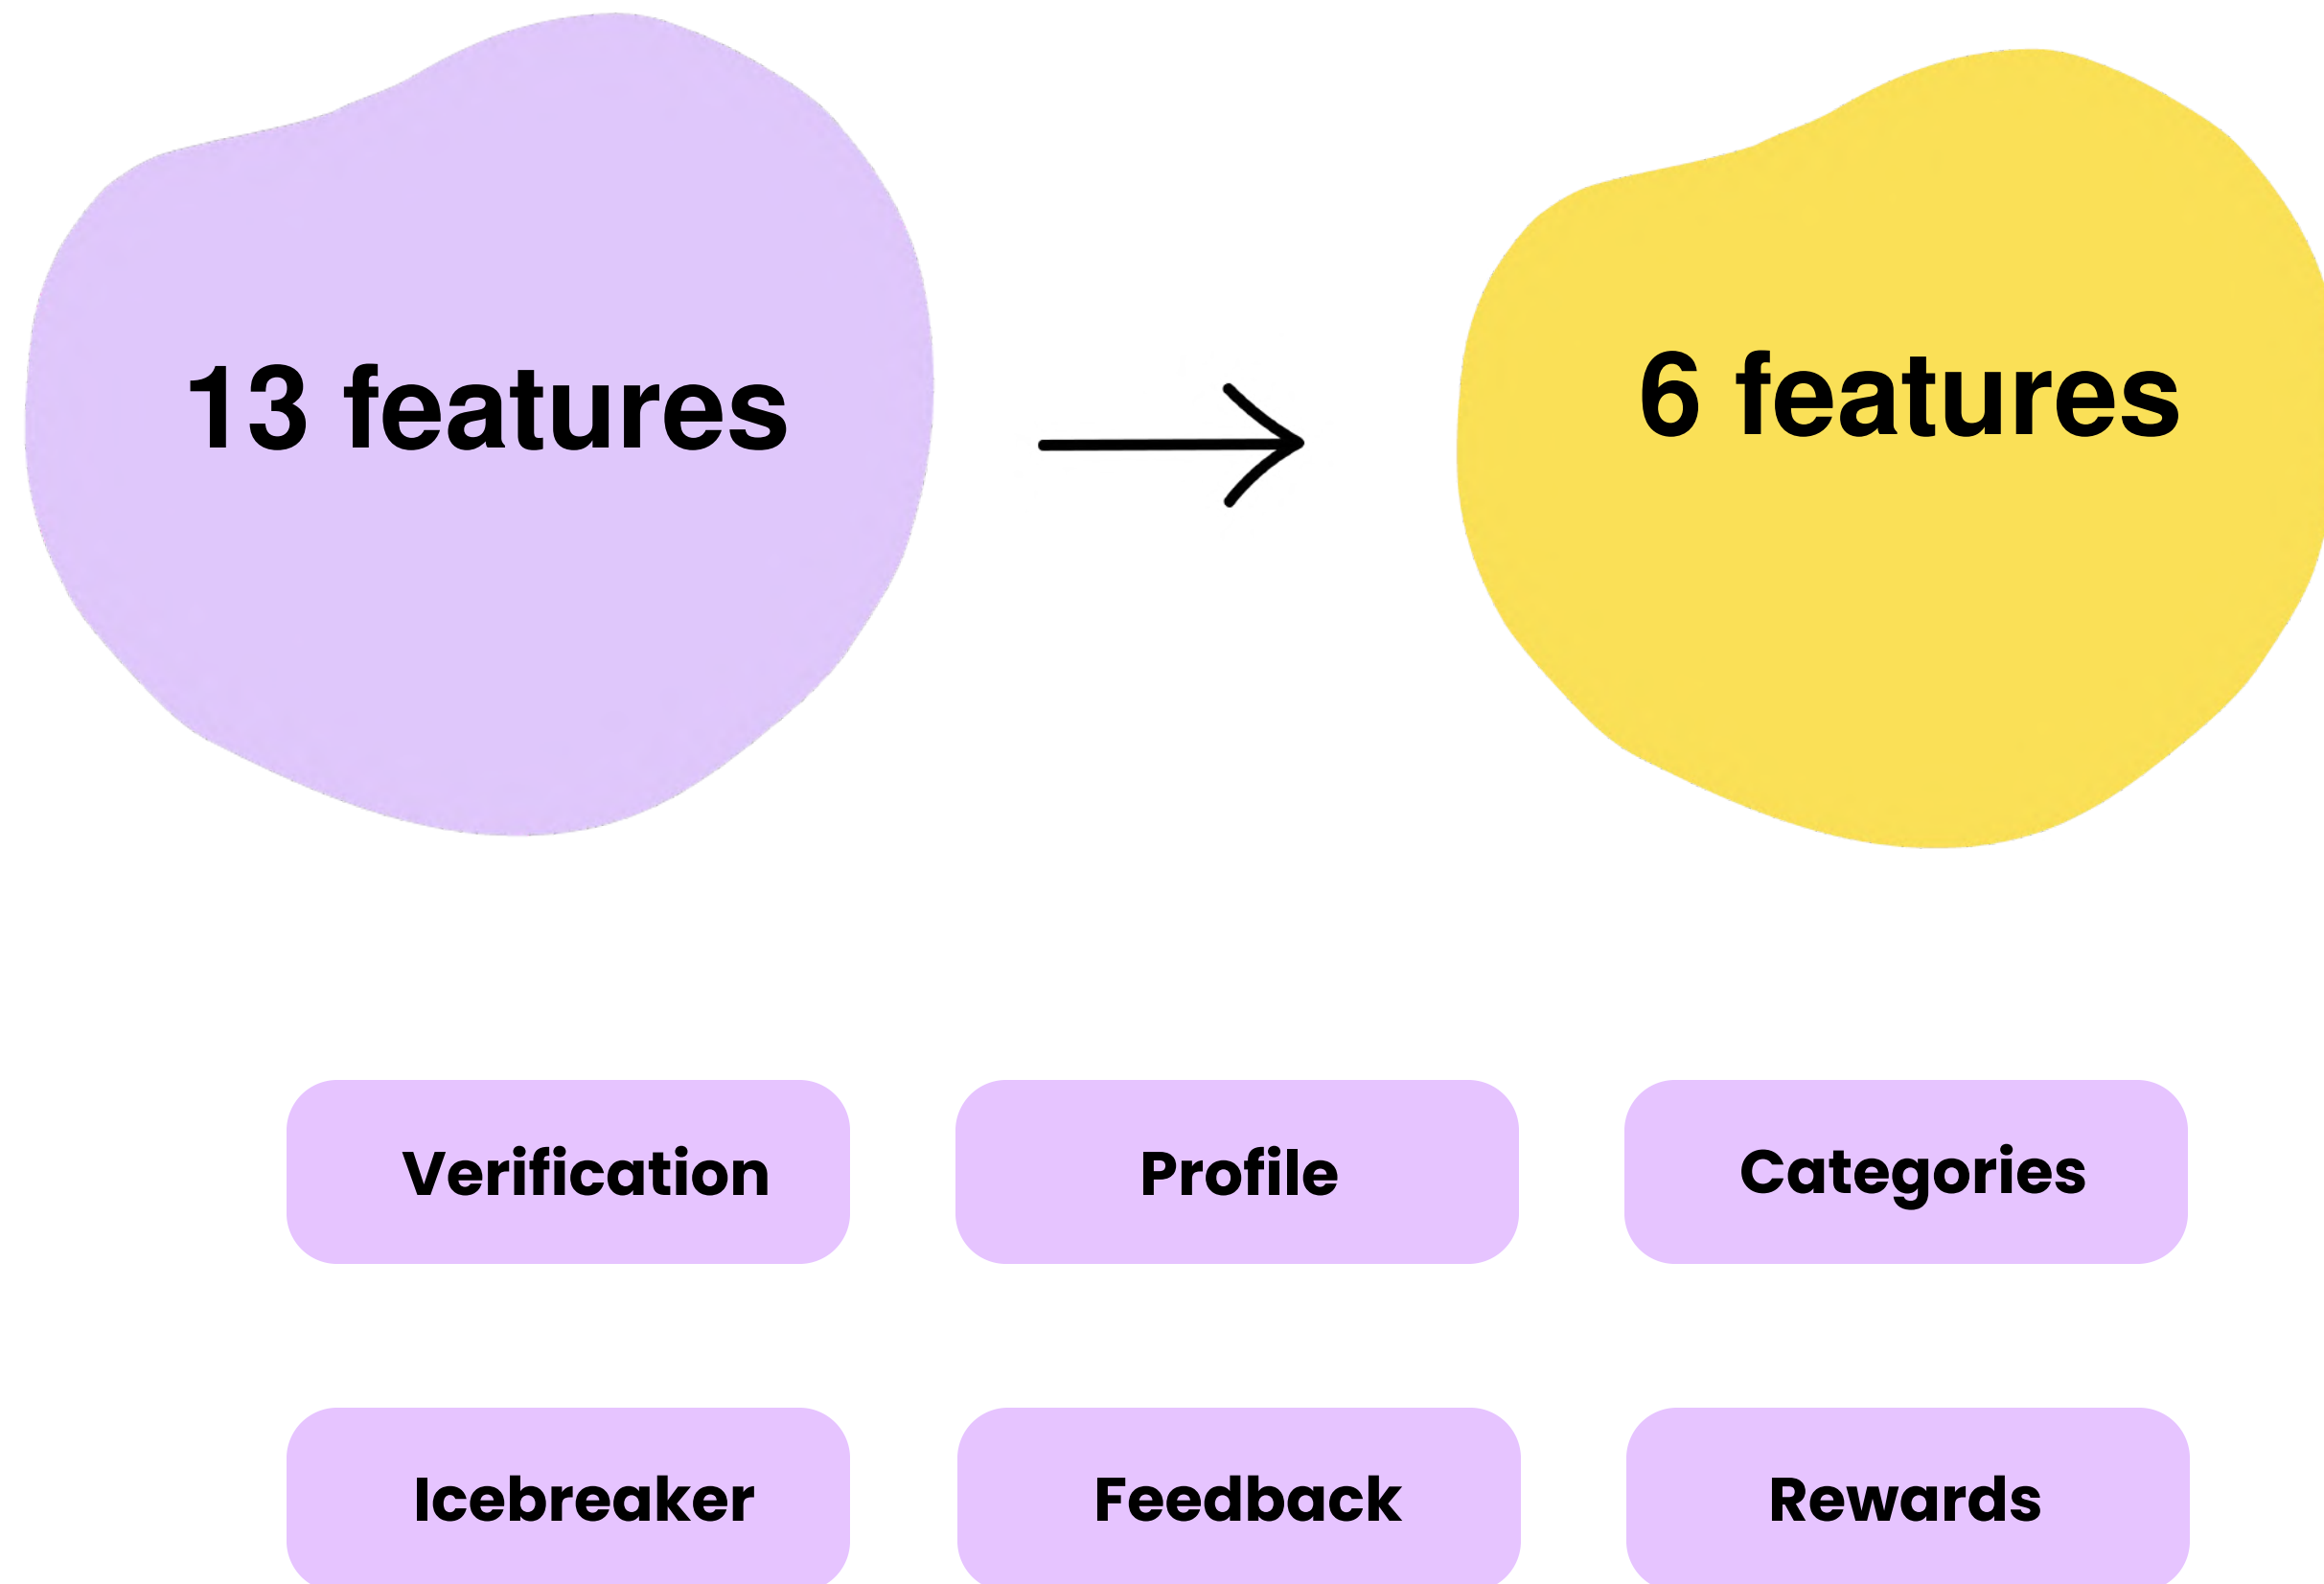 13 features
6 features
Verification
Profile
Categories
Icebreaker
Feedback
Rewards